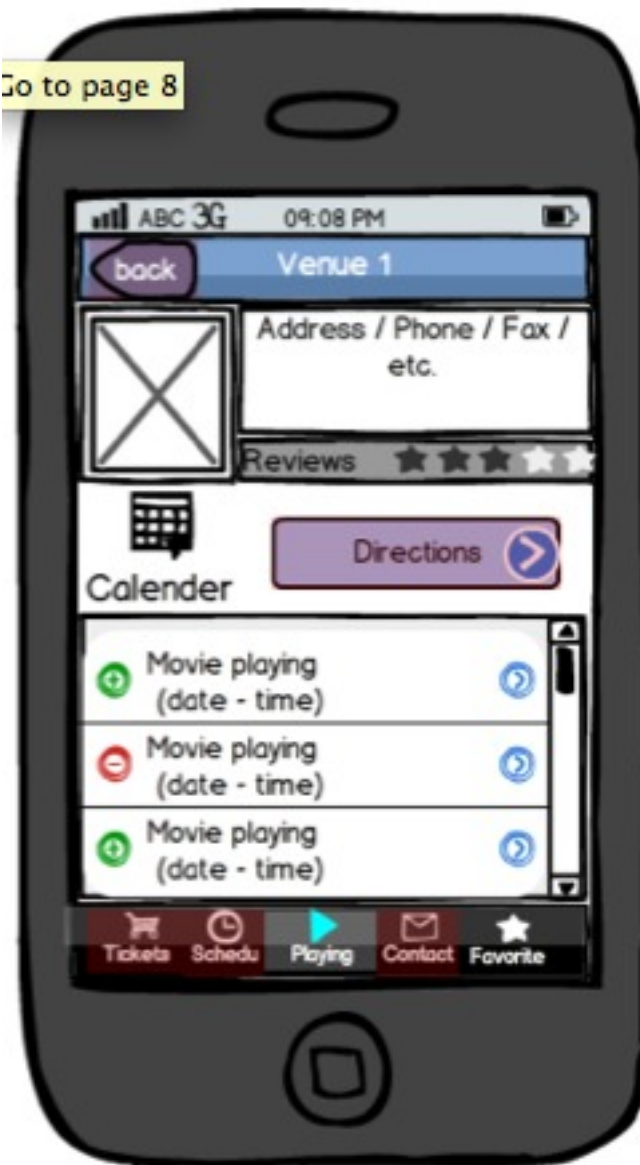 Go to page 8
ABC 3G 09:08 PM
back Venue 1
Address / Phone / Fax /
etc.
Reviews
Directions
Calender
Movie playing
(date - time)
Movie playing
(date - time)
Movie playing
(date - time)
Tickets Schedu Playing Contact Favorite